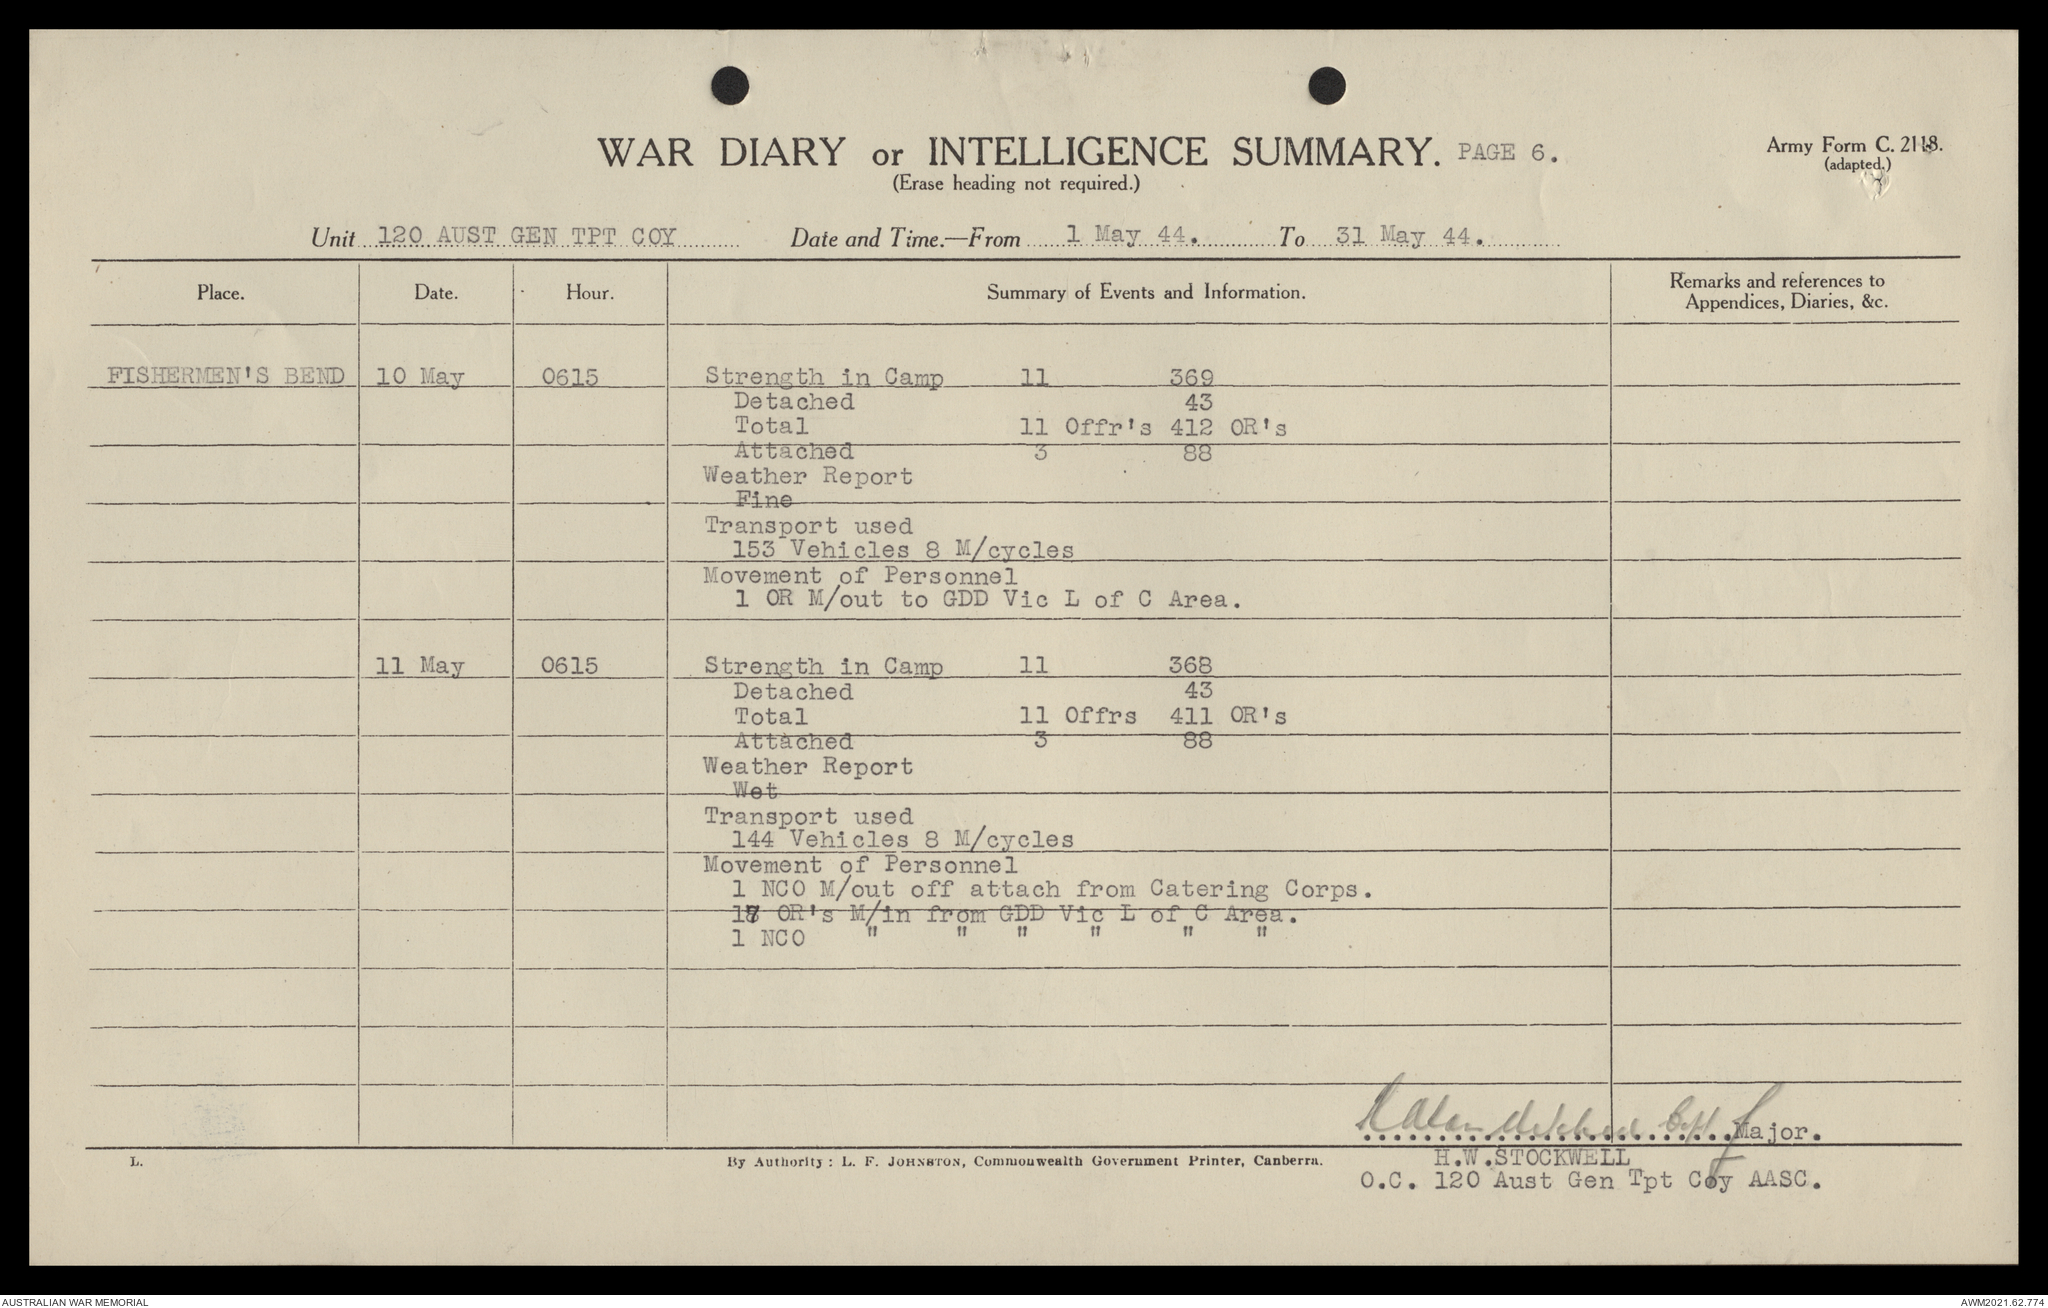 WAR DIARY or INTELLIGENCE SUMMARY. PAGE 6.
Army Form C. 2118.
(adapted.)
(Erase heading not required.)
Unit 120 AUST GEN TPT COY Date and Time.—From 1 May 44. To 31 May 44.
Place. Date. Hour. Summary of Events and Information. Remarks and references to
Appendices, Diaries, &c.
FISHERMEN'S BEND 10 May 0615 Strength in Camp 11 369
Detached 43
Total 11 Offr's 412 OR's
Attached 3 88
Weather Report
Fine
Transport used
153 Vehicles 8 M/cycles
Movement of Personnel
1 OR M/out to GDD Vic L of C Area.
11 May 0615 Strength in Camp 11 368
Detached 43
Total 11 Offrs 411 OR's
Attached 3 88
Weather Report
Wet
Transport used
144 Vehicles 8 M/cycles
Movement of Personnel
1 NCO M/out off attach from Catering Corps.
17 OR's M/in from GDD Vic L of C Area.
1 NCO " " " " " "
Capt Major.
L. By Authority: L. F. JOHNSTON, Commonwealth Government Printer, Canberra.
H.W.STOCKWELL
O.C. 120 Aust Gen Tpt Coy AASC.
AUSTRALIAN WAR MEMORIAL AWM2021.62.774